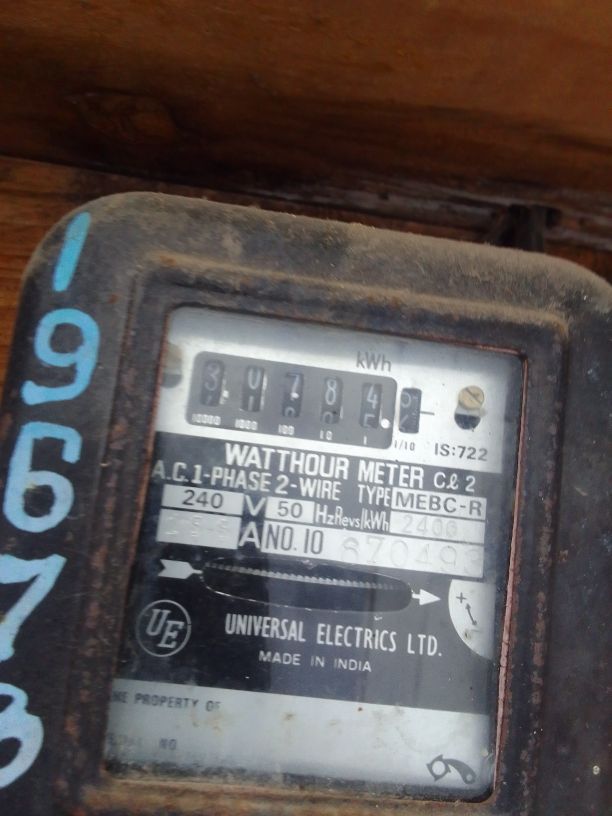 19678
kWh
3 0 7 8 4
10000 1000 100 10 1 1/10
IS:722
WATTHOUR METER Cℓ 2
A.C. 1-PHASE 2-WIRE TYPE MEBC-R
240 V 50 Hz Revs/kWh 2400
A NO. 10 670493
UE
UNIVERSAL ELECTRICS LTD.
MADE IN INDIA
PROPERTY OF
NO